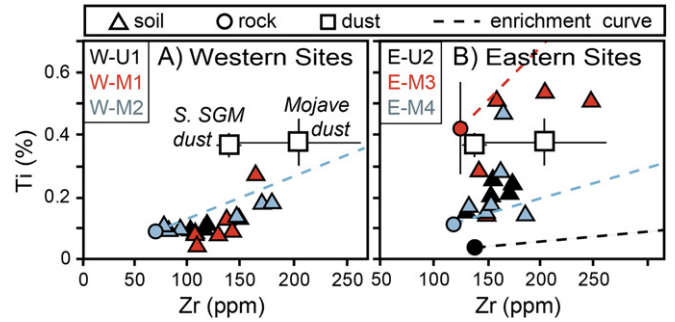 soil rock dust enrichment curve
W-U1 A) Western Sites
W-M1
W-M2
S. SGM dust
Mojave dust
E-U2 B) Eastern Sites
E-M3
E-M4
Ti (%)
0.6
0.4
0.2
0
0 50 100 150 200 250
Zr (ppm)
50 100 150 200 250
Zr (ppm)